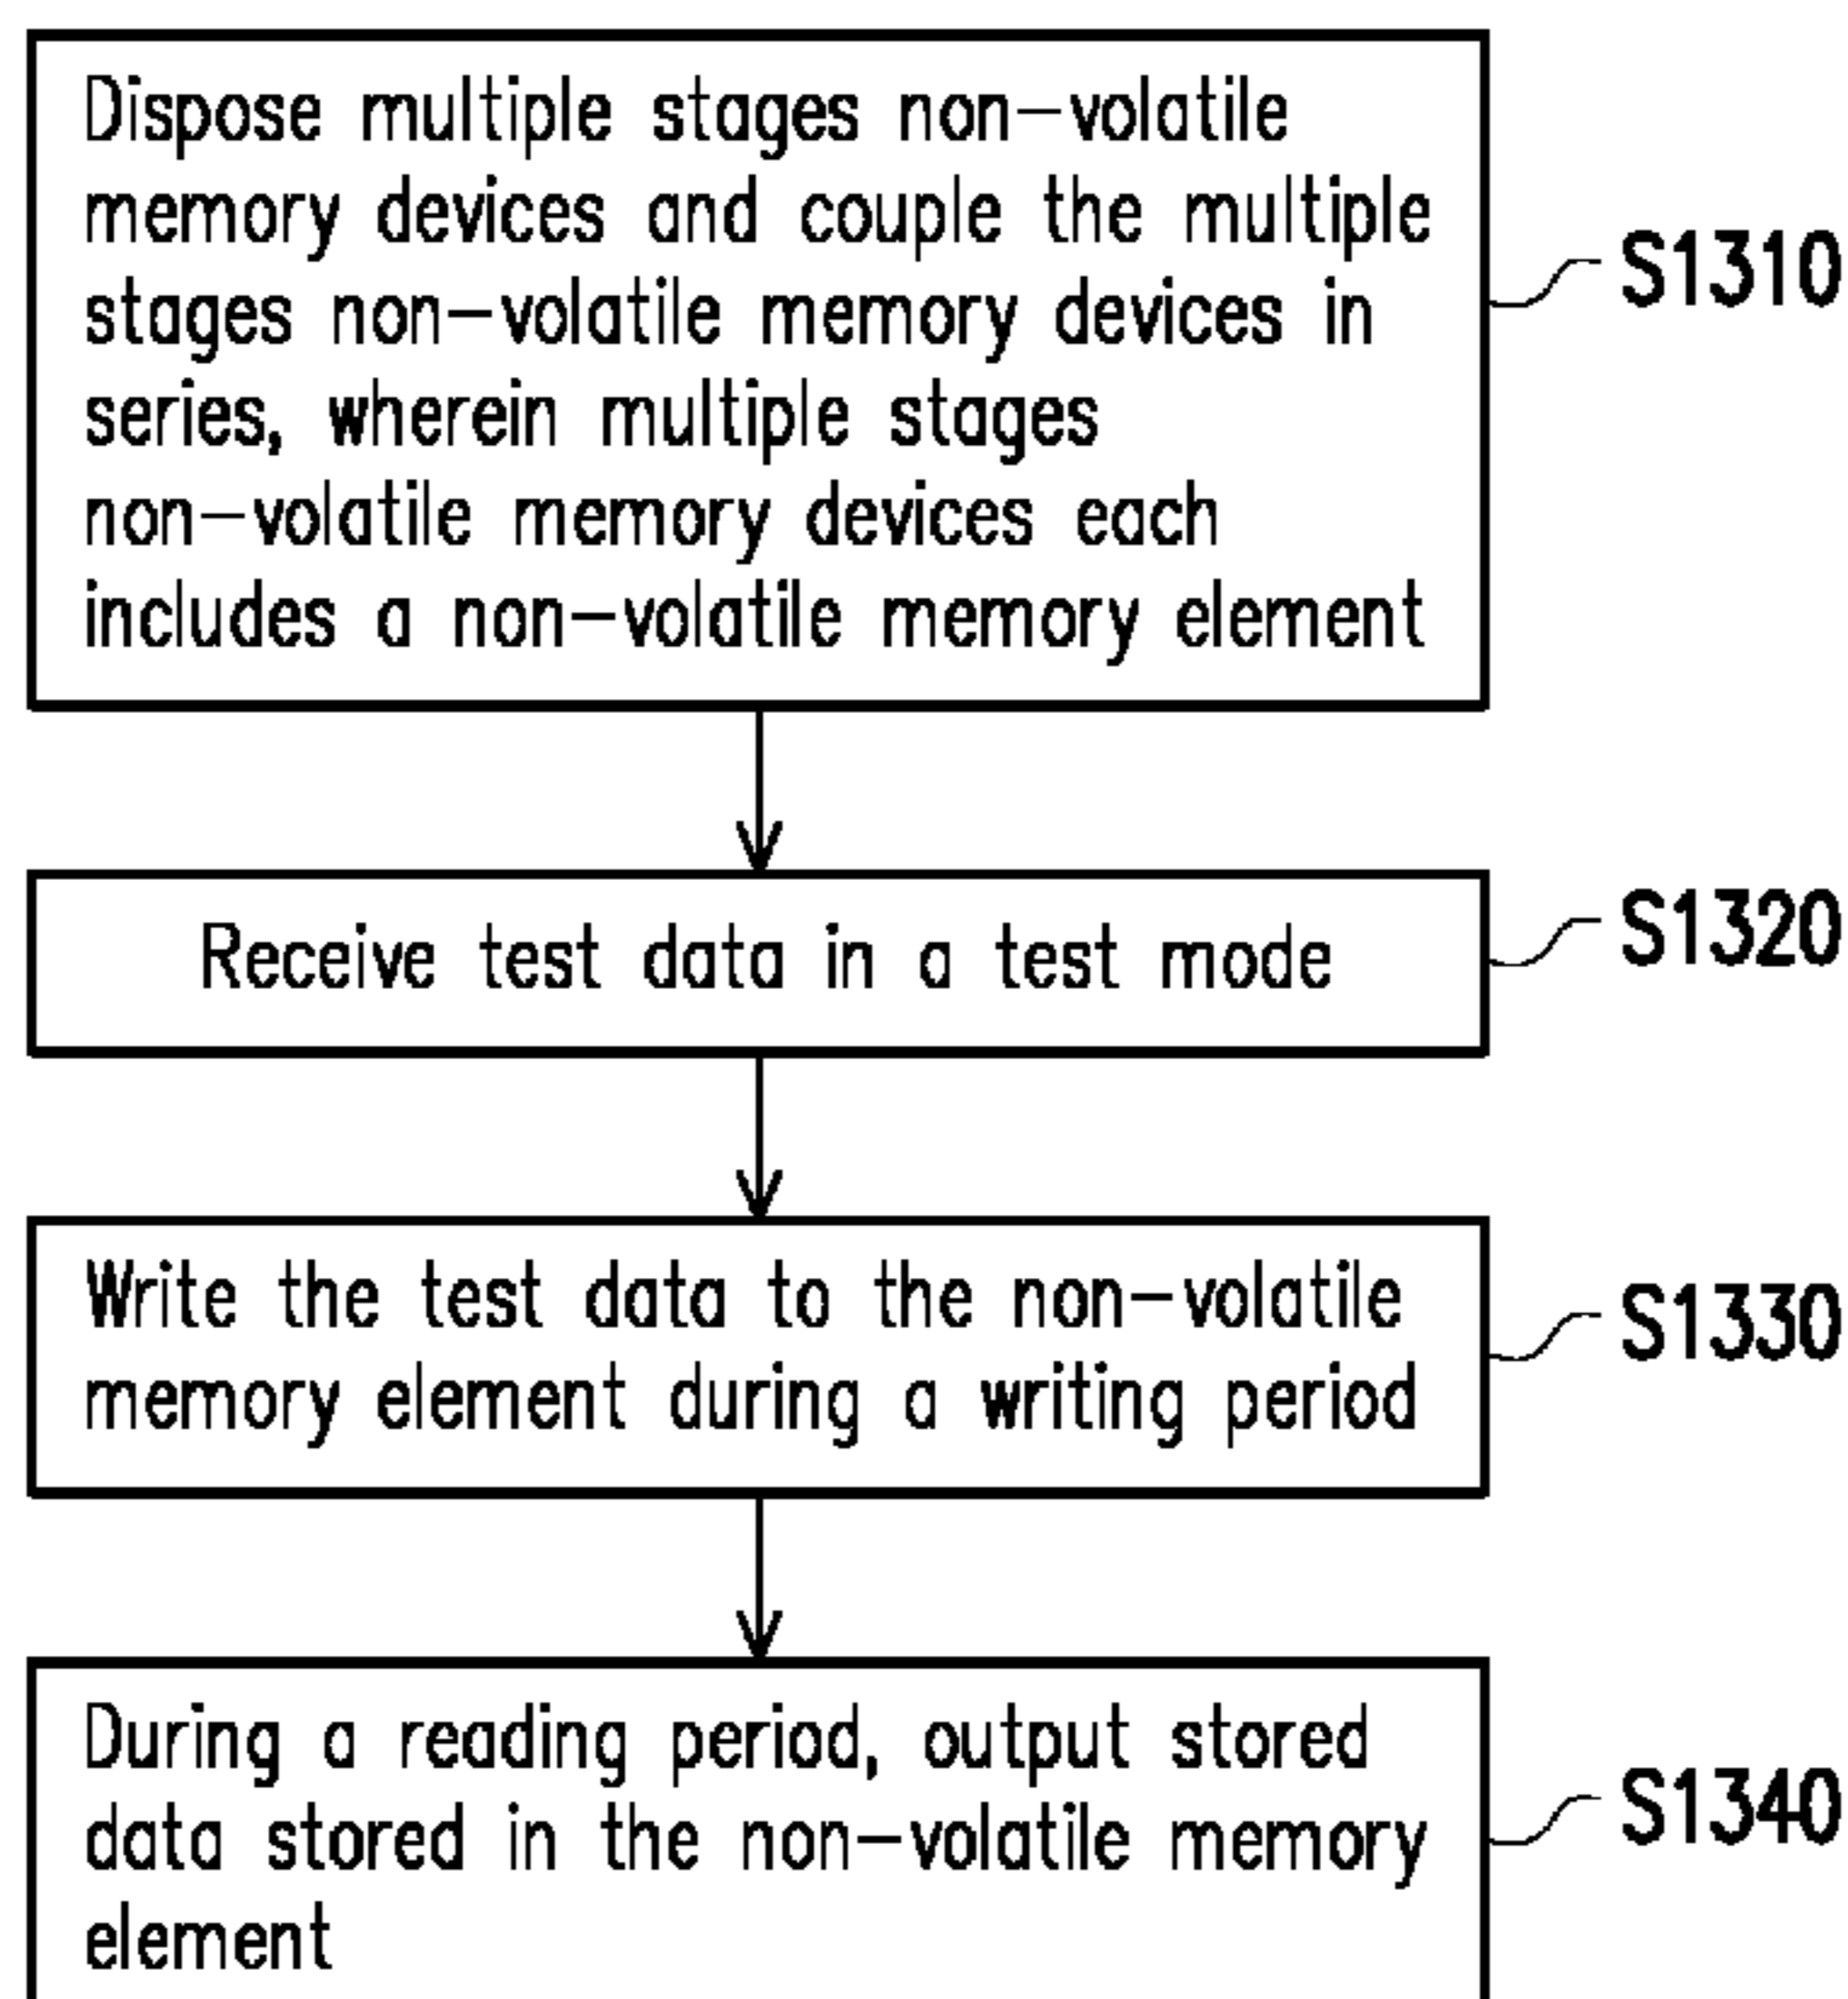 Dispose multiple stages non-volatile
memory devices and couple the multiple
stages non-volatile memory devices in
series, wherein multiple stages
non-volatile memory devices each
includes a non-volatile memory element
S1310
Receive test data in a test mode
S1320
Write the test data to the non-volatile
memory element during a writing period
S1330
During a reading period, output stored
data stored in the non-volatile memory
element
S1340